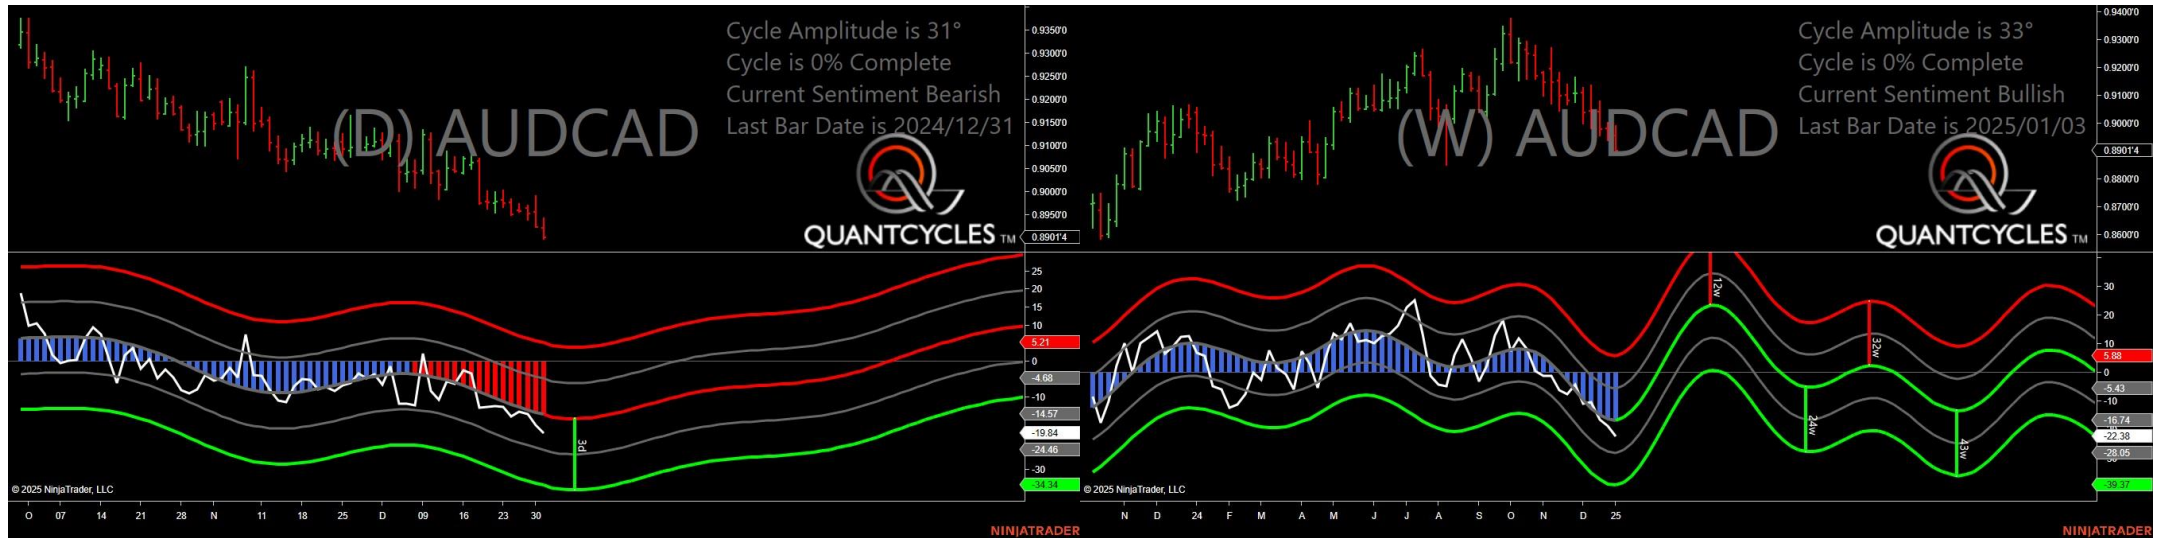 Cycle Amplitude is 31°
Cycle is 0% Complete
Current Sentiment Bearish
Last Bar Date is 2024/12/31
(D) AUDCAD
QUANTCYCLES TM
0.9350'0
0.9300'0
0.9250'0
0.9200'0
0.9150'0
0.9100'0
0.9050'0
0.9000'0
0.8950'0
0.8901'4
25
20
15
10
5.21
0
-4.68
-10
-14.57
-19.84
-24.46
-30
-34.34
3d
© 2025 NinjaTrader, LLC
O 07 14 21 28 N 11 18 25 D 09 16 23 30
NINJATRADER
Cycle Amplitude is 33°
Cycle is 0% Complete
Current Sentiment Bullish
Last Bar Date is 2025/01/03
(W) AUDCAD
QUANTCYCLES TM
0.9400'0
0.9300'0
0.9200'0
0.9100'0
0.9000'0
0.8901'4
0.8800'0
0.8700'0
0.8600'0
30
20
10
5.88
0
-5.43
-10
-16.74
-22.38
-28.05
-39.37
12w
24w
32w
43w
© 2025 NinjaTrader, LLC
N D 24 F M A M J J A S O N D 25
NINJATRADER